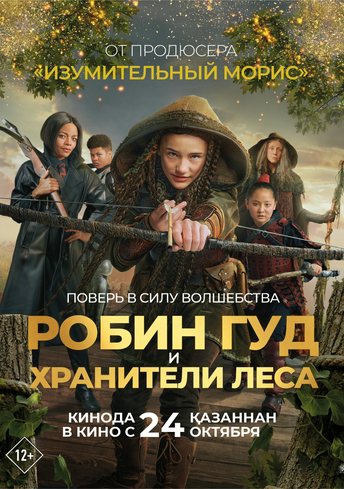 ОТ ПРОДЮСЕРА
«ИЗУМИТЕЛЬНЫЙ МОРИС»
ПОВЕРЬ В СИЛУ ВОЛШЕБСТВА
РОБИН ГУД
И
ХРАНИТЕЛИ ЛЕСА
КИНОДА 24 ҚАЗАННАН
В КИНО С ОКТЯБРЯ
12+